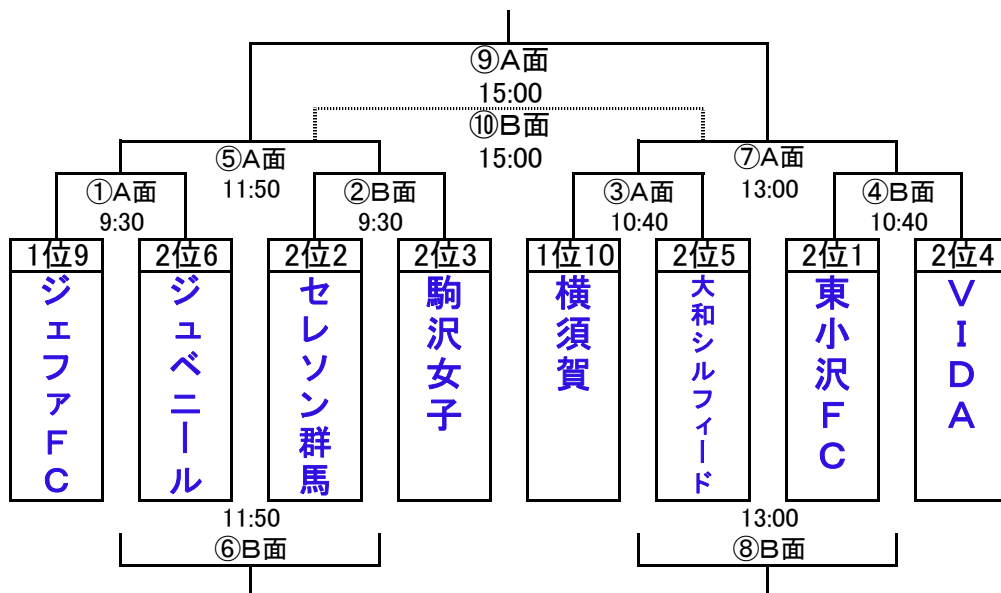 ⑨A面
15:00
⑩B面
15:00
⑤A面
11:50
⑦A面
13:00
①A面
9:30
②B面
9:30
③A面
10:40
④B面
10:40
1位9
2位6
2位2
2位3
1位10
2位5
2位1
2位4
ジェファFC
ジュベニール
セレソン群馬
駒沢女子
横須賀
大和シルフィード
東小沢FC
VIDA
11:50
⑥B面
13:00
⑧B面